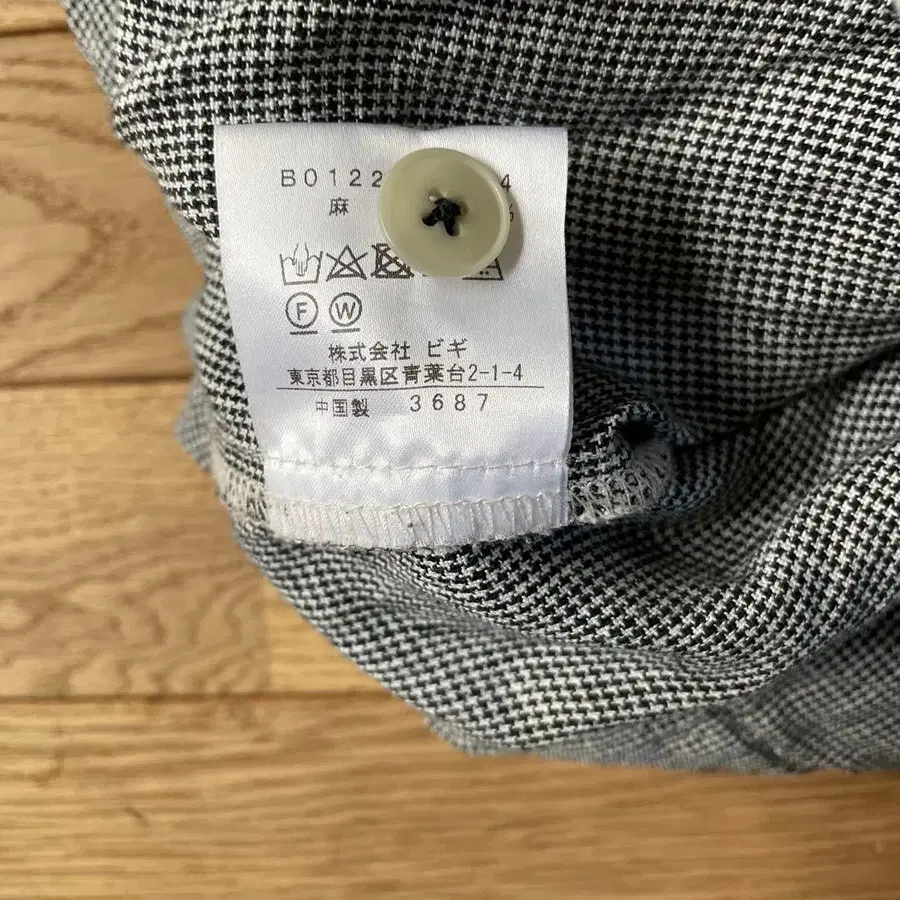 B0122 4
麻 %
F W
株式会社 ビギ
東京都目黒区青葉台2-1-4
中国製 3687